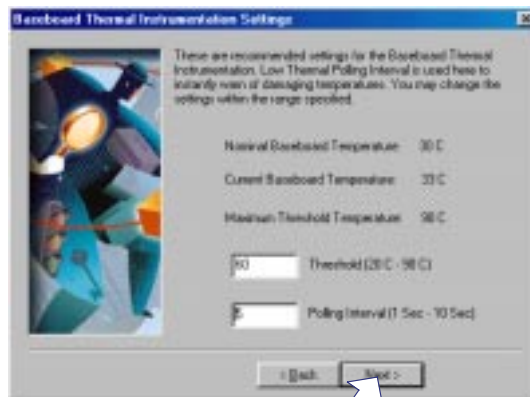 Baseboard Thermal Instrumentation Settings
These are recommended settings for the Baseboard Thermal
Instrumentation. Low Thermal Polling Interval is used here to
instantly warn of damaging temperatures. You may change the
settings within the range specified.
Nominal Baseboard Temperature: 30 C
Current Baseboard Temperature: 33 C
Maximum Threshold Temperature: 90 C
60 Threshold (20 C - 90 C)
Polling Interval (1 Sec - 10 Sec)
< Back Next >